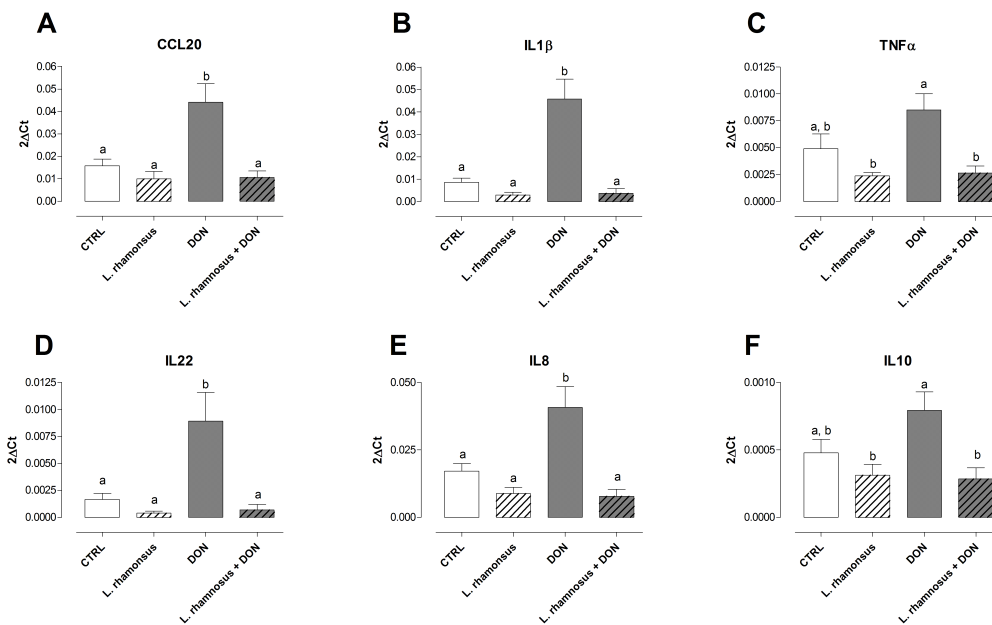 A
CCL20
2ΔCt
0.06
0.05
0.04
0.03
0.02
0.01
0.00
a
a
b
a
CTRL
L. rhamonsus
DON
L. rhamnosus + DON
B
IL1β
0.06
0.05
0.04
0.03
0.02
0.01
0.00
2ΔCt
a
a
b
a
CTRL
L. rhamonsus
DON
L. rhamnosus + DON
C
TNFα
0.0125
0.0100
0.0075
0.0050
0.0025
0.0000
2ΔCt
a, b
b
a
b
CTRL
L. rhamonsus
DON
L. rhamnosus + DON
D
IL22
0.0125
0.0100
0.0075
0.0050
0.0025
0.0000
2ΔCt
a
a
b
a
CTRL
L. rhamonsus
DON
L. rhamnosus + DON
E
IL8
0.050
0.025
0.000
2ΔCt
a
a
b
a
CTRL
L. rhamonsus
DON
L. rhamnosus + DON
F
IL10
0.0010
0.0005
0.0000
2ΔCt
a, b
b
a
b
CTRL
L. rhamonsus
DON
L. rhamnosus + DON